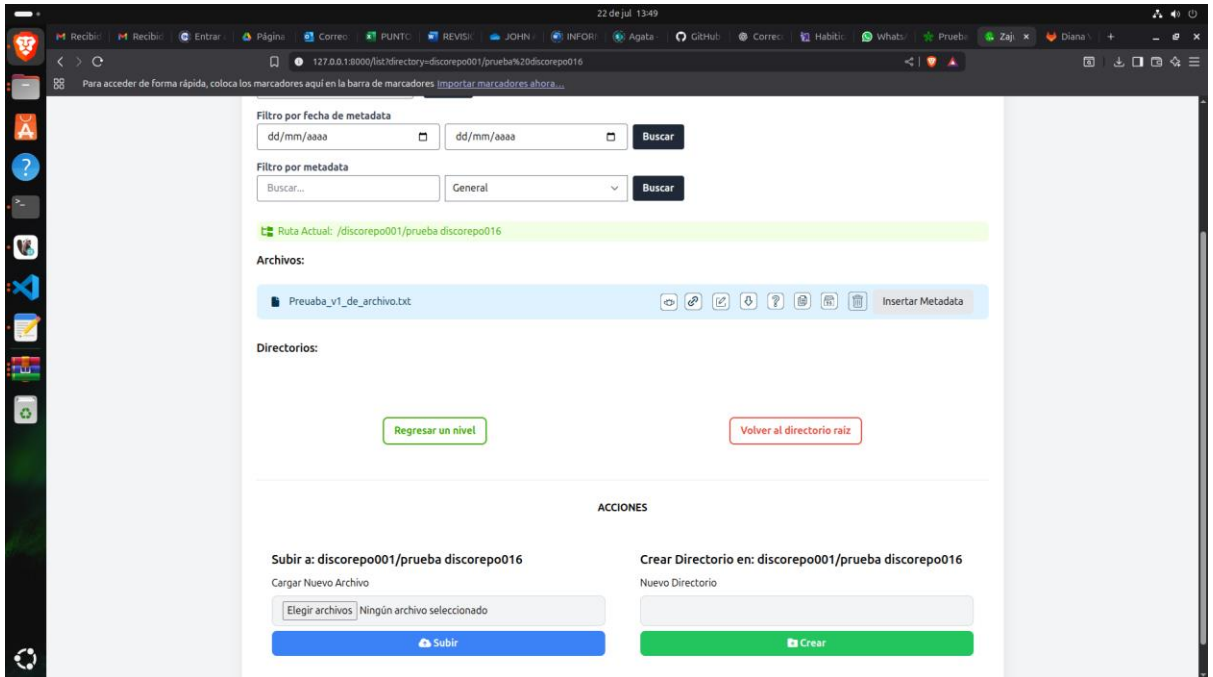 22 de jul 13:49
Recibic Recibic Entrar Página Correo PUNTO REVISIO JOHN INFOR Agata GitHub Correo Habitic Whats Prueba Zaju Diana
127.0.0.1:8000/list?directory=discorepo001/prueba%20discorepo016
Para acceder de forma rápida, coloca los marcadores aquí en la barra de marcadores Importar marcadores ahora...
Filtro por fecha de metadata
dd/mm/aaaa dd/mm/aaaa Buscar
Filtro por metadata
Buscar... General Buscar
Ruta Actual: /discorepo001/prueba discorepo016
Archivos:
Preuaba_v1_de_archivo.txt Insertar Metadata
Directorios:
Regresar un nivel Volver al directorio raíz
ACCIONES
Subir a: discorepo001/prueba discorepo016 Crear Directorio en: discorepo001/prueba discorepo016
Cargar Nuevo Archivo Nuevo Directorio
Elegir archivos Ningún archivo seleccionado
Subir Crear